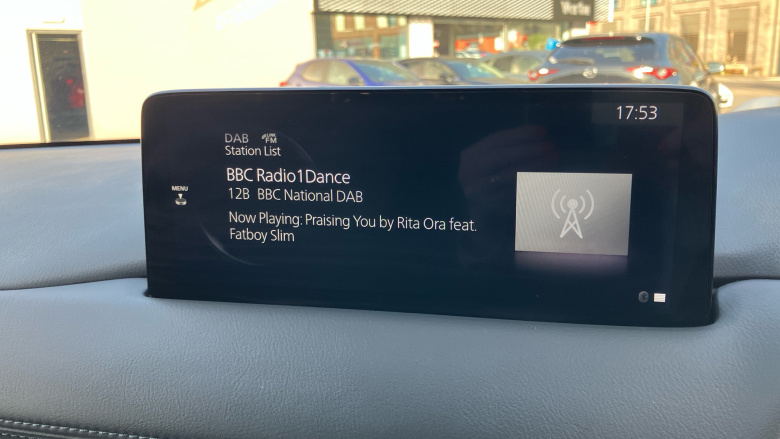 17:53
DAB LINK FM
Station List
BBC Radio1Dance
MENU
12B BBC National DAB
Now Playing: Praising You by Rita Ora feat.
Fatboy Slim